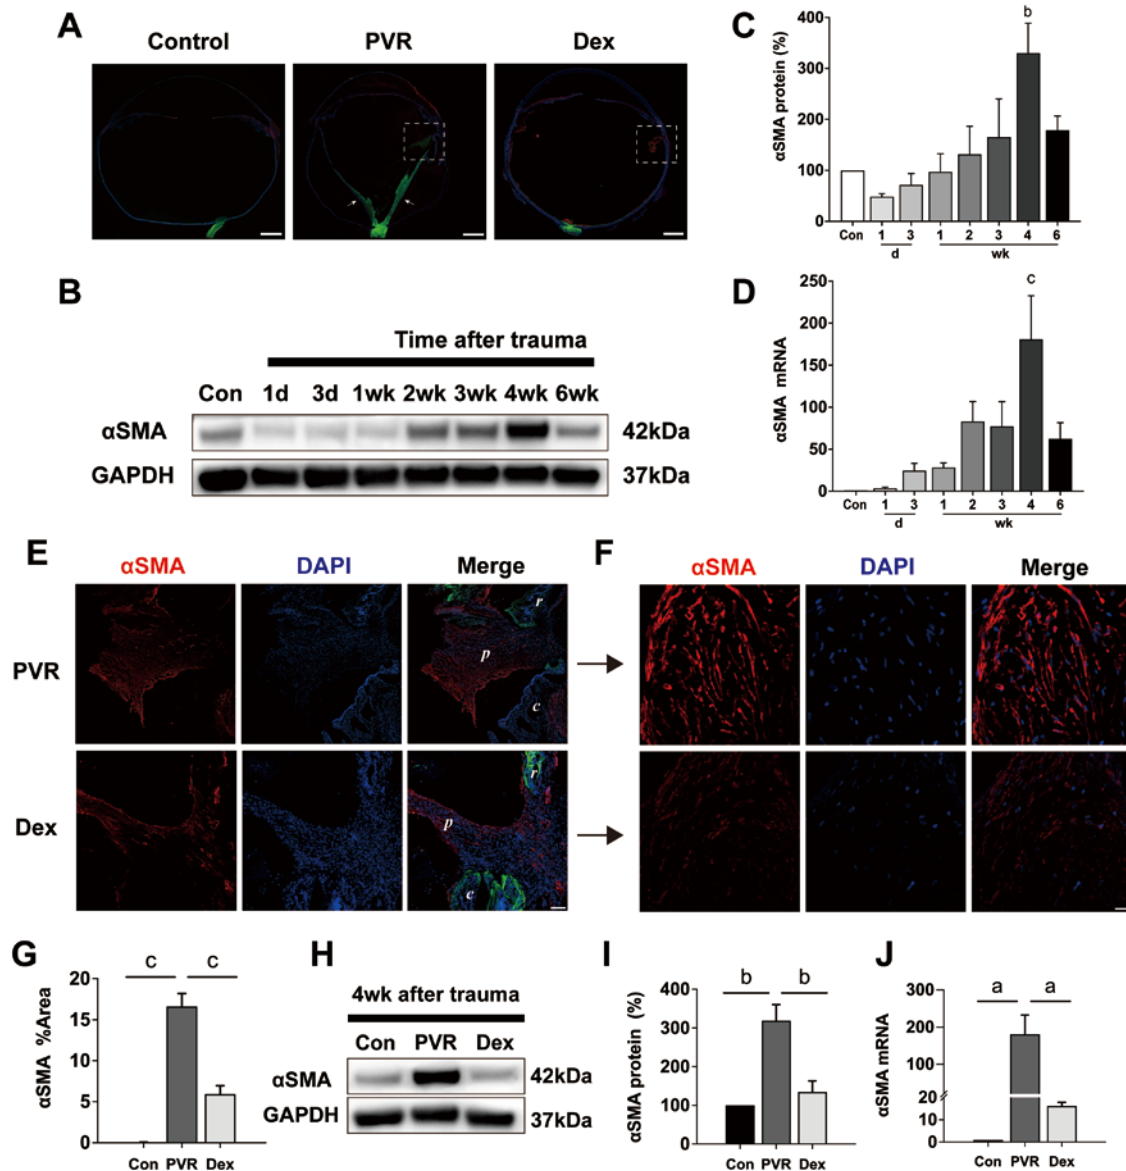 A
Control
PVR
Dex
B
Time after trauma
Con 1d 3d 1wk 2wk 3wk 4wk 6wk
αSMA
42kDa
GAPDH
37kDa
C
αSMA protein (%)
400
300
200
100
0
b
Con 1 3 1 2 3 4 6
d wk
D
αSMA mRNA
250
200
150
100
50
0
c
Con 1 3 1 2 3 4 6
d wk
E
αSMA DAPI Merge
PVR
r
p
c
Dex
r
p
c
F
αSMA DAPI Merge
G
αSMA %Area
20
15
10
5
0
c c
Con PVR Dex
H
4wk after trauma
Con PVR Dex
αSMA
42kDa
GAPDH
37kDa
I
αSMA protein (%)
400
300
200
100
0
b b
Con PVR Dex
J
αSMA mRNA
300
200
100
20
10
0
a a
Con PVR Dex